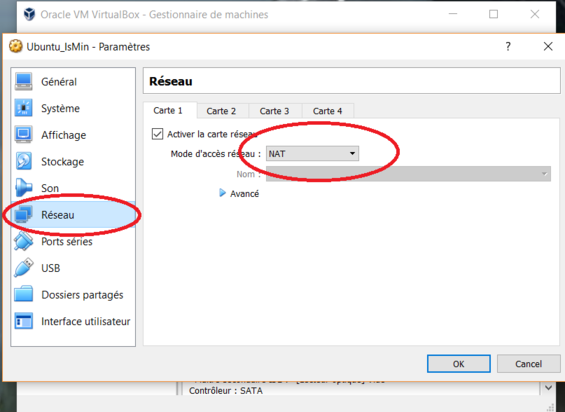 Oracle VM VirtualBox - Gestionnaire de machines
Ubuntu_IsMin - Paramètres
Général
Système
Affichage
Stockage
Son
Réseau
Ports séries
USB
Dossiers partagés
Interface utilisateur
Réseau
Carte 1 Carte 2 Carte 3 Carte 4
Activer la carte réseau
Mode d'accès réseau : NAT
Nom :
Avancé
OK Cancel
Contrôleur : SATA